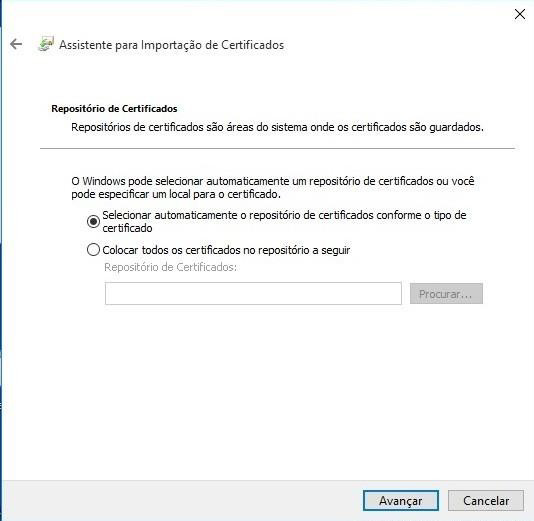 Assistente para Importação de Certificados
Repositório de Certificados
Repositórios de certificados são áreas do sistema onde os certificados são guardados.
O Windows pode selecionar automaticamente um repositório de certificados ou você
pode especificar um local para o certificado.
Selecionar automaticamente o repositório de certificados conforme o tipo de
certificado
Colocar todos os certificados no repositório a seguir
Repositório de Certificados:
Procurar...
Avançar
Cancelar